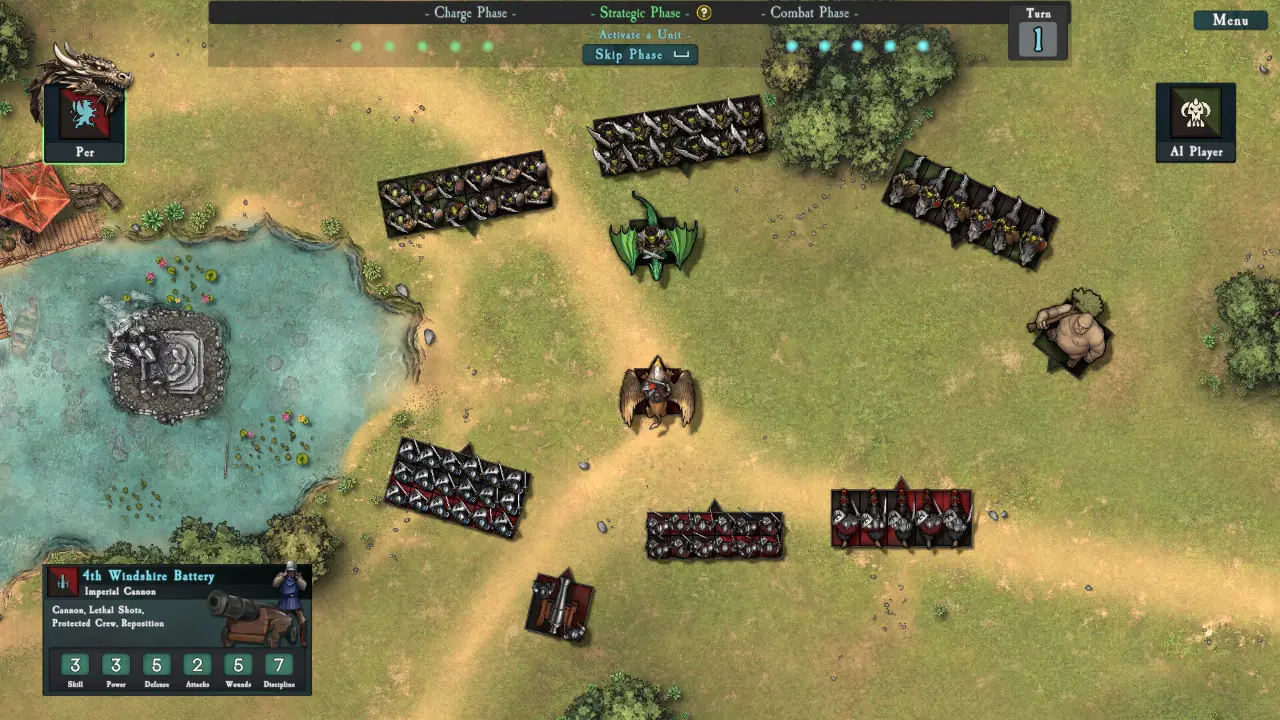 - Charge Phase -
- Strategic Phase - ?
- Combat Phase -
- Activate a Unit -
Skip Phase
Turn
1
Menu
Per
AI Player
4th Windshire Battery
Imperial Cannon
Cannon, Lethal Shots,
Protected Crew, Reposition
3 3 5 2 5 7
Skill Power Defense Attacks Wounds Discipline